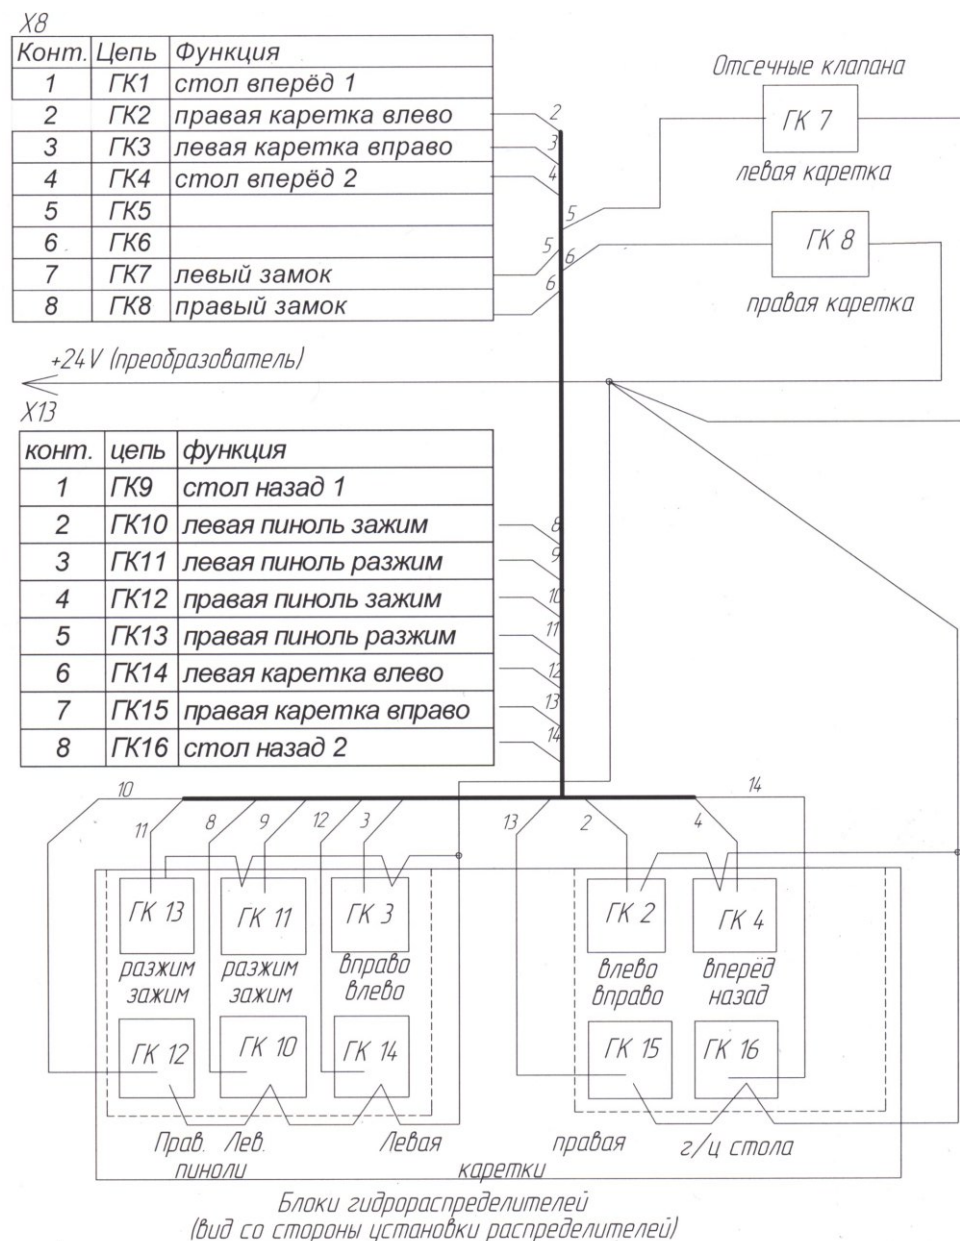 X8
Конт. Цепь Функция
1 ГК1 стол вперёд 1
2 ГК2 правая каретка влево
3 ГК3 левая каретка вправо
4 ГК4 стол вперёд 2
5 ГК5
6 ГК6
7 ГК7 левый замок
8 ГК8 правый замок
2
3
4
5
5
6
6
Отсечные клапана
ГК 7
левая каретка
ГК 8
правая каретка
+24V (преобразователь)
X13
конт. цепь функция
1 ГК9 стол назад 1
2 ГК10 левая пиноль зажим
3 ГК11 левая пиноль разжим
4 ГК12 правая пиноль зажим
5 ГК13 правая пиноль разжим
6 ГК14 левая каретка влево
7 ГК15 правая каретка вправо
8 ГК16 стол назад 2
8
9
10
11
12
13
14
10 14
11 8 9 12 3 13 2 4
ГК 13 ГК 11 ГК 3 ГК 2 ГК 4
разжим разжим вправо влево вперёд
зажим зажим влево вправо назад
ГК 12 ГК 10 ГК 14 ГК 15 ГК 16
Прав. Лев. Левая правая г/ц стола
пиноли каретки
Блоки гидрораспределителей
(вид со стороны установки распределителей)